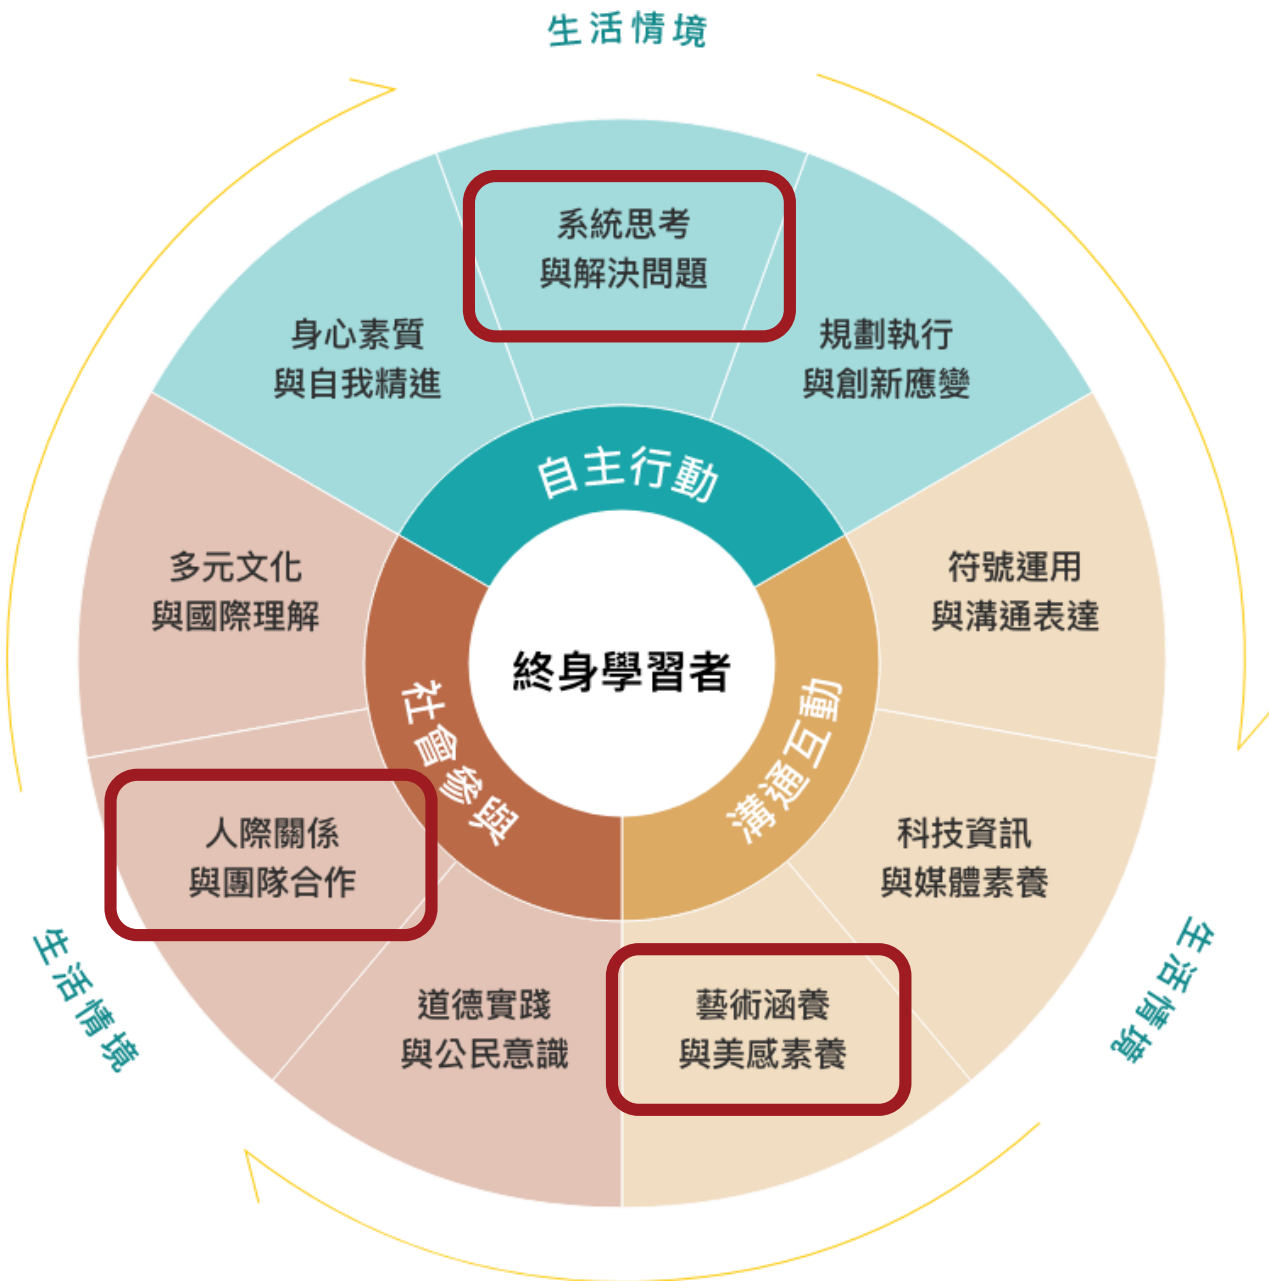 生活情境
系統思考
與解決問題
身心素質
與自我精進
規劃執行
與創新應變
自主行動
多元文化
與國際理解
符號運用
與溝通表達
終身學習者
社會參與
溝通互動
人際關係
與團隊合作
科技資訊
與媒體素養
道德實踐
與公民意識
藝術涵養
與美感素養
生活情境
生活情境